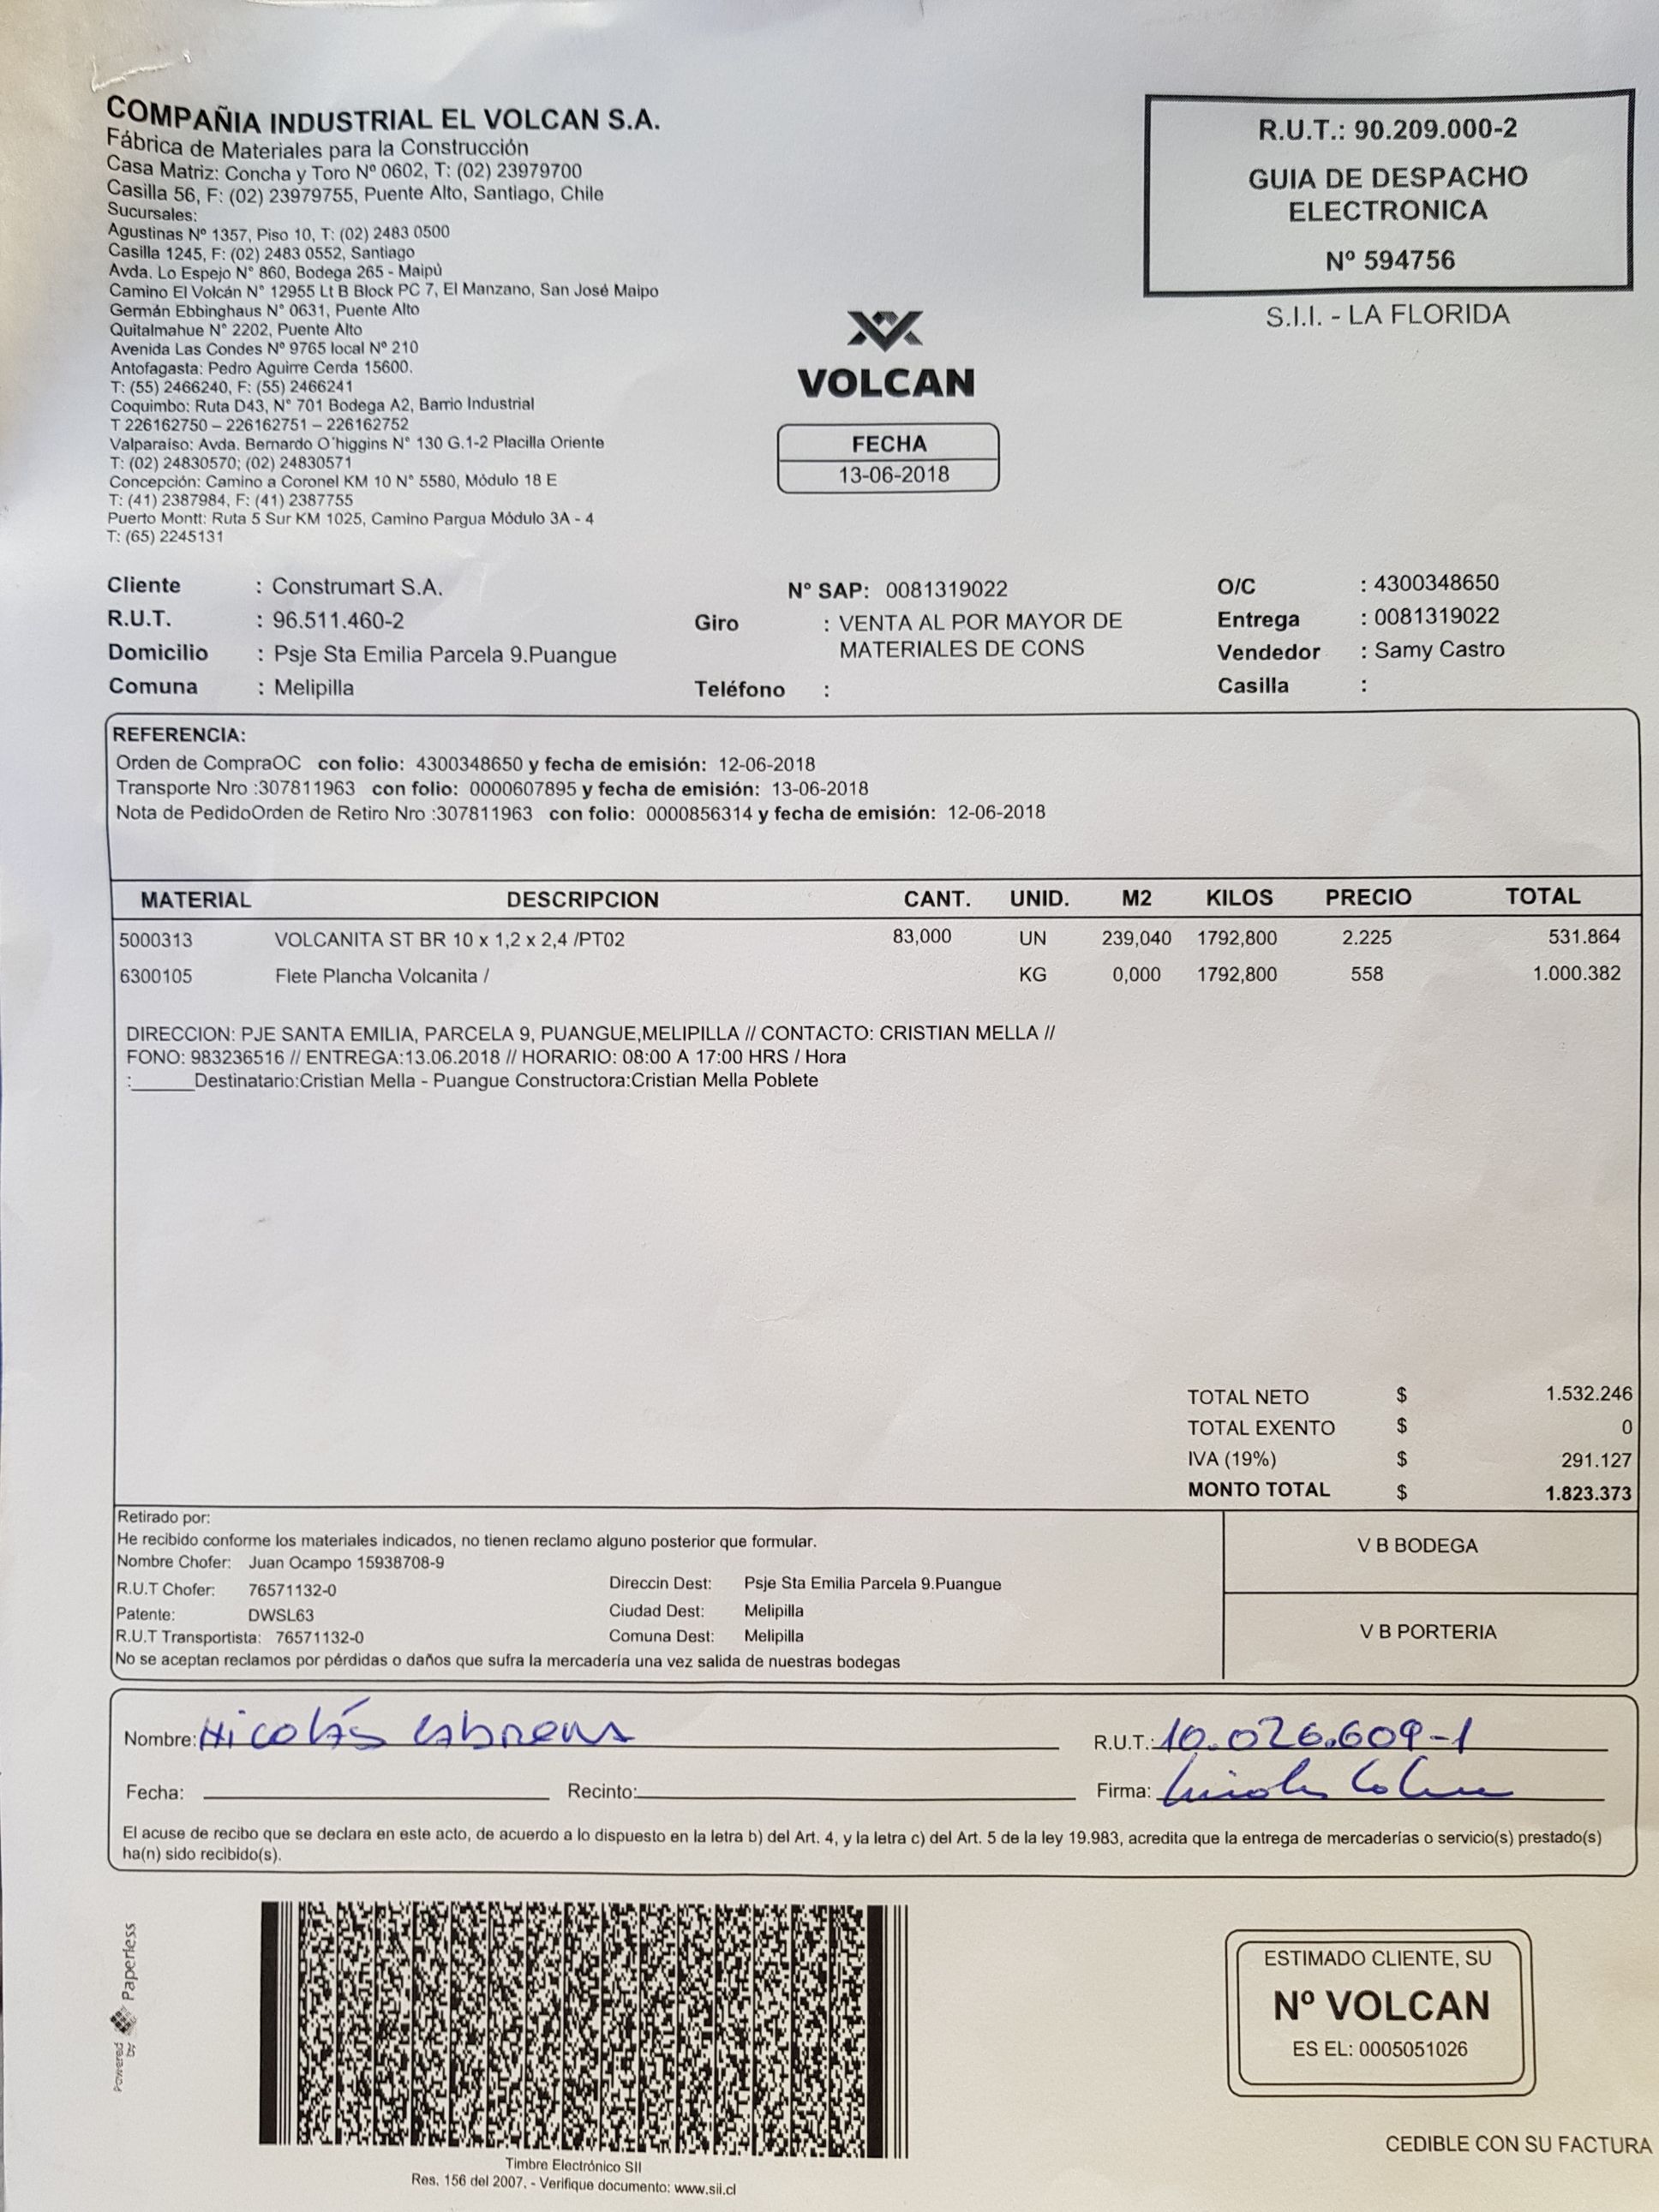 COMPAÑIA INDUSTRIAL EL VOLCAN S.A.
Fábrica de Materiales para la Construcción
Casa Matriz: Concha y Toro Nº 0602, T: (02) 23979700
Casilla 56, F: (02) 23979755, Puente Alto, Santiago, Chile
Sucursales:
Agustinas Nº 1357, Piso 10, T: (02) 2483 0500
Casilla 1245, F: (02) 2483 0552, Santiago
Avda. Lo Espejo N° 860, Bodega 265 - Maipù
Camino El Volcán N° 12955 Lt B Block PC 7, El Manzano, San José Maipo
Germán Ebbinghaus N° 0631, Puente Alto
Quitalmahue N° 2202, Puente Alto
Avenida Las Condes Nº 9765 local Nº 210
Antofagasta: Pedro Aguirre Cerda 15600.
T: (55) 2466240, F: (55) 2466241
Coquimbo: Ruta D43, N° 701 Bodega A2, Barrio Industrial
T 226162750 – 226162751 – 226162752
Valparaíso: Avda. Bernardo O´higgins N° 130 G.1-2 Placilla Oriente
T: (02) 24830570; (02) 24830571
Concepción: Camino a Coronel KM 10 N° 5580, Módulo 18 E
T: (41) 2387984, F: (41) 2387755
Puerto Montt: Ruta 5 Sur KM 1025, Camino Pargua Módulo 3A - 4
T: (65) 2245131
R.U.T.: 90.209.000-2
GUIA DE DESPACHO
ELECTRONICA
Nº 594756
S.I.I. - LA FLORIDA
VOLCAN
FECHA
13-06-2018
Cliente : Construmart S.A. N° SAP: 0081319022 O/C : 4300348650
R.U.T. : 96.511.460-2 Giro : VENTA AL POR MAYOR DE Entrega : 0081319022
Domicilio : Psje Sta Emilia Parcela 9.Puangue MATERIALES DE CONS Vendedor : Samy Castro
Comuna : Melipilla Teléfono : Casilla :
REFERENCIA:
Orden de CompraOC con folio: 4300348650 y fecha de emisión: 12-06-2018
Transporte Nro :307811963 con folio: 0000607895 y fecha de emisión: 13-06-2018
Nota de PedidoOrden de Retiro Nro :307811963 con folio: 0000856314 y fecha de emisión: 12-06-2018
MATERIAL DESCRIPCION CANT. UNID. M2 KILOS PRECIO TOTAL
5000313 VOLCANITA ST BR 10 x 1,2 x 2,4 /PT02 83,000 UN 239,040 1792,800 2.225 531.864
6300105 Flete Plancha Volcanita / KG 0,000 1792,800 558 1.000.382
DIRECCION: PJE SANTA EMILIA, PARCELA 9, PUANGUE,MELIPILLA // CONTACTO: CRISTIAN MELLA //
FONO: 983236516 // ENTREGA:13.06.2018 // HORARIO: 08:00 A 17:00 HRS / Hora
:______Destinatario:Cristian Mella - Puangue Constructora:Cristian Mella Poblete
TOTAL NETO $ 1.532.246
TOTAL EXENTO $ 0
IVA (19%) $ 291.127
MONTO TOTAL $ 1.823.373
Retirado por:
He recibido conforme los materiales indicados, no tienen reclamo alguno posterior que formular.
Nombre Chofer: Juan Ocampo 15938708-9
R.U.T Chofer: 76571132-0 Direccin Dest: Psje Sta Emilia Parcela 9.Puangue
Patente: DWSL63 Ciudad Dest: Melipilla
R.U.T Transportista: 76571132-0 Comuna Dest: Melipilla
No se aceptan reclamos por pérdidas o daños que sufra la mercadería una vez salida de nuestras bodegas
V B BODEGA
V B PORTERIA
Nombre: Nicolás Cabrera R.U.T.: 10.026.609-1
Fecha: Recinto: Firma:
El acuse de recibo que se declara en este acto, de acuerdo a lo dispuesto en la letra b) del Art. 4, y la letra c) del Art. 5 de la ley 19.983, acredita que la entrega de mercaderías o servicio(s) prestado(s)
ha(n) sido recibido(s).
Powered by Paperless
Timbre Electrónico SII
Res. 156 del 2007. - Verifique documento: www.sii.cl
ESTIMADO CLIENTE, SU
Nº VOLCAN
ES EL: 0005051026
CEDIBLE CON SU FACTURA